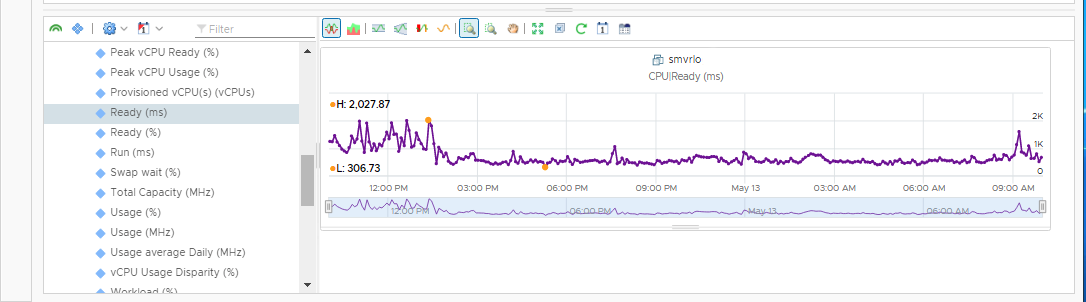 Filter
Peak vCPU Ready (%)
Peak vCPU Usage (%)
Provisioned vCPU(s) (vCPUs)
Ready (ms)
Ready (%)
Run (ms)
Swap wait (%)
Total Capacity (MHz)
Usage (%)
Usage (MHz)
Usage average Daily (MHz)
vCPU Usage Disparity (%)
Workload (%)
smvrlo
CPU|Ready (ms)
H: 2,027.87
2K
1K
L: 306.73
0
12:00 PM 03:00 PM 06:00 PM 09:00 PM May 13 03:00 AM 06:00 AM 09:00 AM
12:00 PM 06:00 PM May 13 06:00 AM